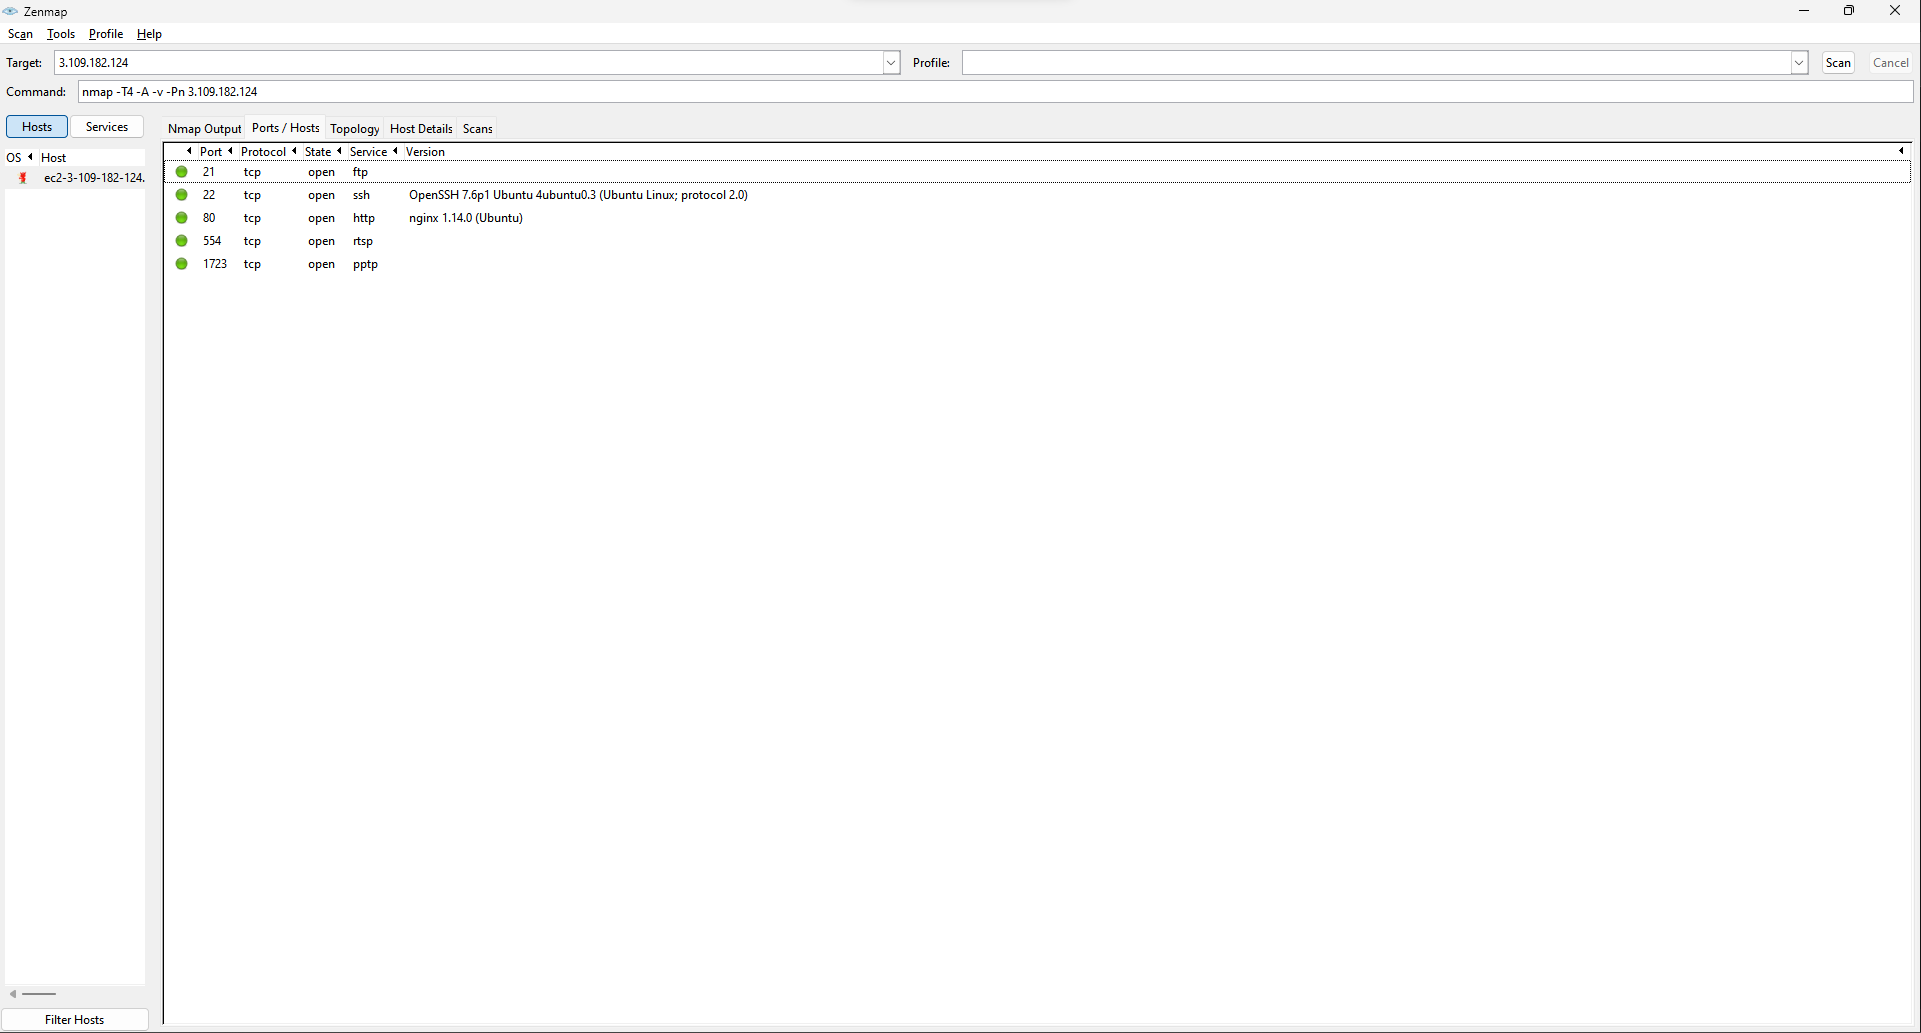 Zenmap
Scan Tools Profile Help
Target: 3.109.182.124 Profile: Scan Cancel
Command: nmap -T4 -A -v -Pn 3.109.182.124
Hosts Services
Nmap Output Ports / Hosts Topology Host Details Scans
OS Host
ec2-3-109-182-124.
Port Protocol State Service Version
21 tcp open ftp
22 tcp open ssh OpenSSH 7.6p1 Ubuntu 4ubuntu0.3 (Ubuntu Linux; protocol 2.0)
80 tcp open http nginx 1.14.0 (Ubuntu)
554 tcp open rtsp
1723 tcp open pptp
Filter Hosts